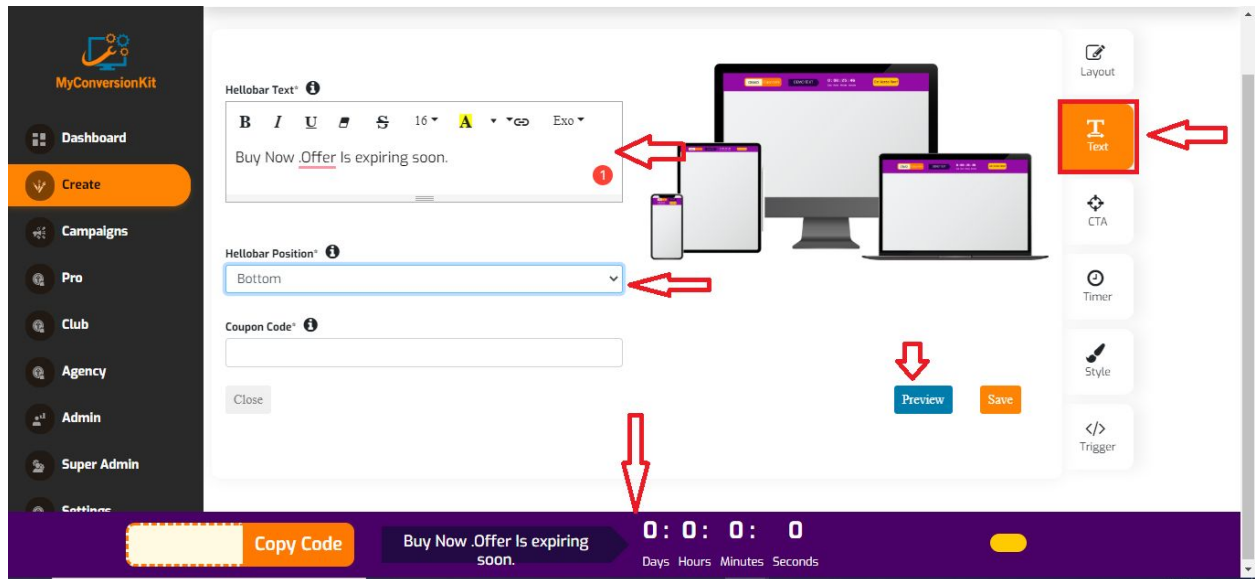 MyConversionKit
Dashboard
Create
Campaigns
Pro
Club
Agency
Admin
Super Admin
Settings
Hellobar Text*
B I U S 16 A Exo
Buy Now .Offer Is expiring soon.
1
Hellobar Position*
Bottom
Coupon Code*
Close
Preview
Save
Layout
Text
CTA
Timer
Style
</>
Trigger
Copy Code
Buy Now .Offer Is expiring
soon.
0: 0: 0: 0
Days Hours Minutes Seconds